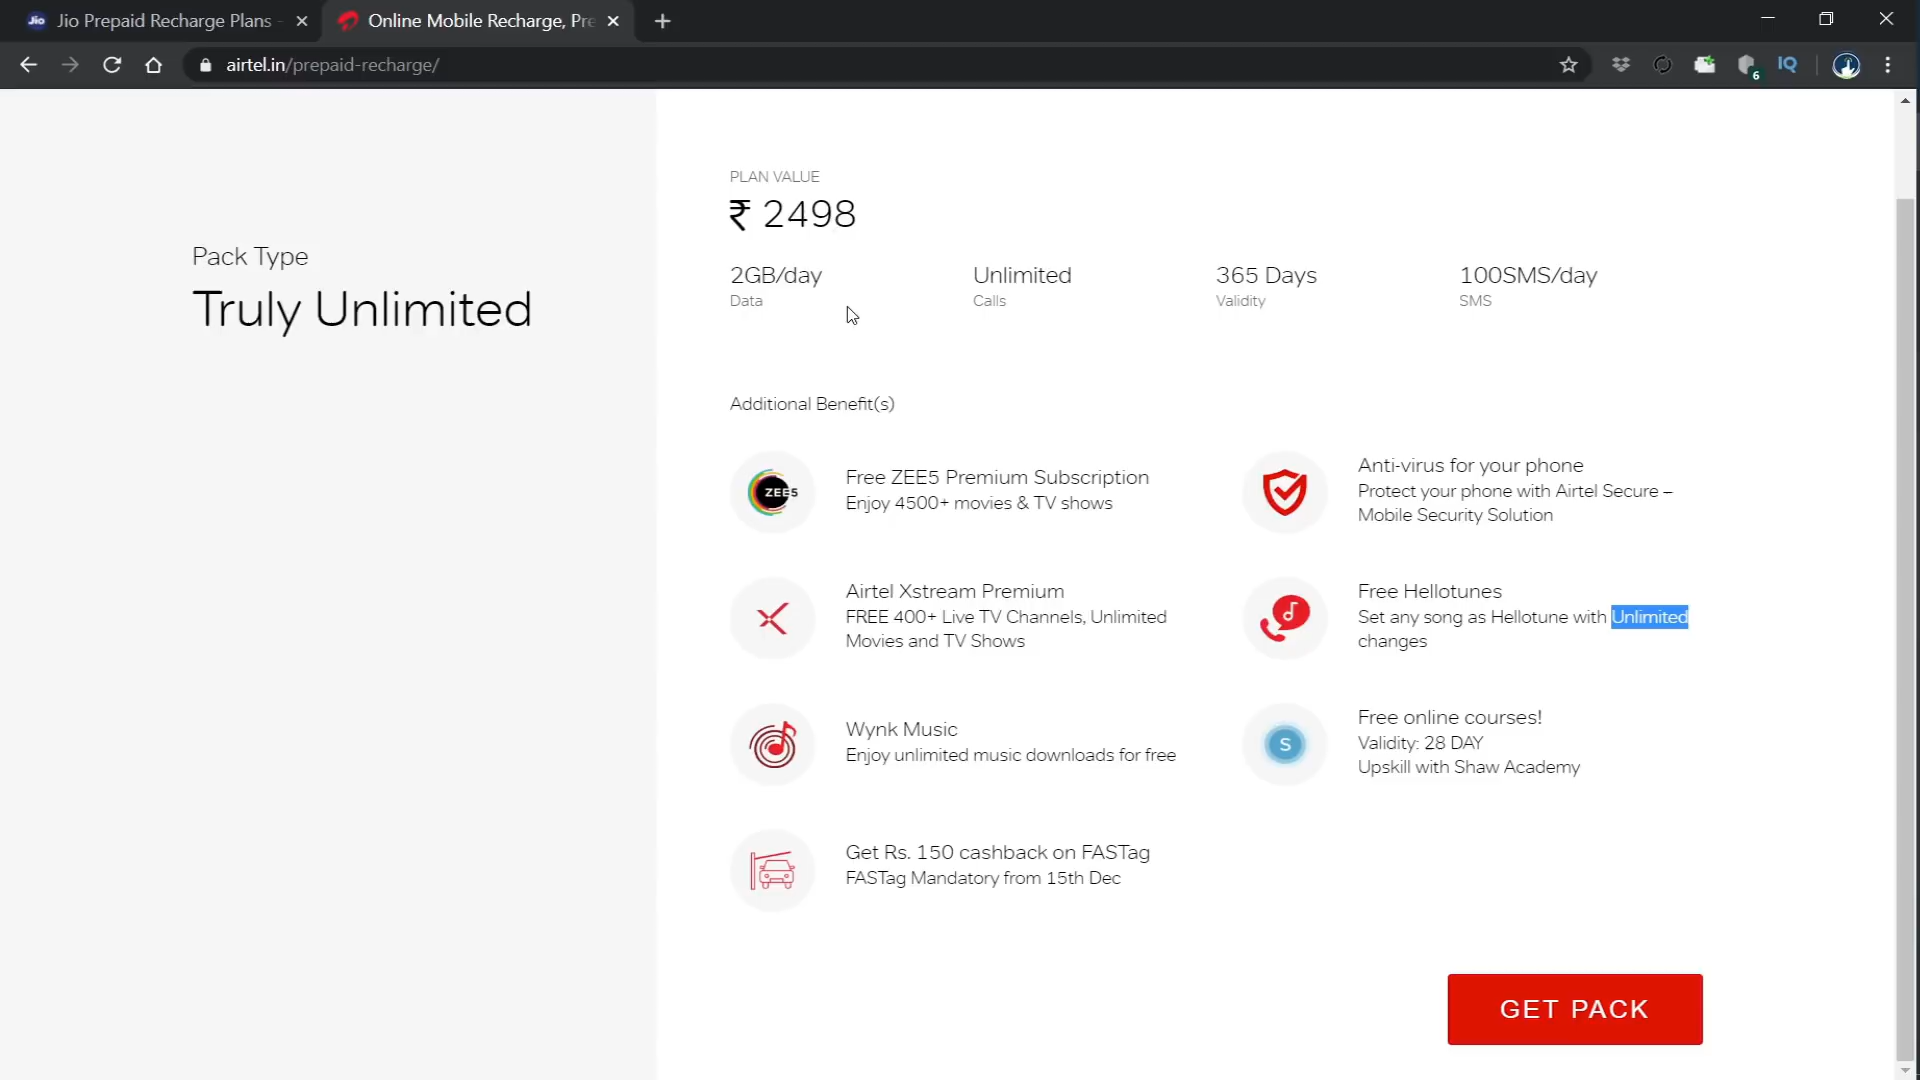 Jio Prepaid Recharge Plans -
Online Mobile Recharge, Pre
airtel.in/prepaid-recharge/
6
IQ
Pack Type
Truly Unlimited
PLAN VALUE
₹ 2498
2GB/day
Data
Unlimited
Calls
365 Days
Validity
100SMS/day
SMS
Additional Benefit(s)
ZEE5
Free ZEE5 Premium Subscription
Enjoy 4500+ movies & TV shows
Anti-virus for your phone
Protect your phone with Airtel Secure –
Mobile Security Solution
Airtel Xstream Premium
FREE 400+ Live TV Channels, Unlimited
Movies and TV Shows
Free Hellotunes
Set any song as Hellotune with Unlimited
changes
Wynk Music
Enjoy unlimited music downloads for free
S
Free online courses!
Validity: 28 DAY
Upskill with Shaw Academy
Get Rs. 150 cashback on FASTag
FASTag Mandatory from 15th Dec
GET PACK